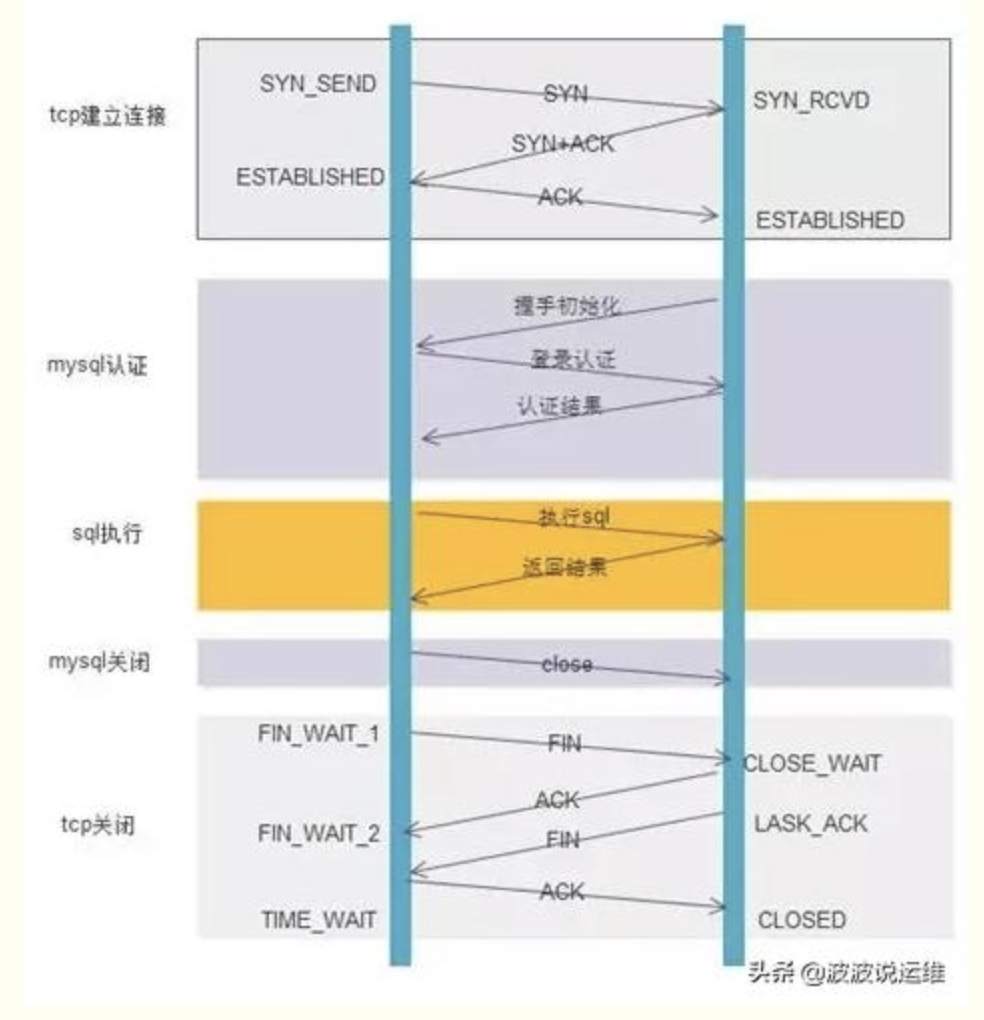 SYN_SEND
SYN
SYN_RCVD
tcp建立连接
SYN+ACK
ESTABLISHED
ACK
ESTABLISHED
握手初始化
mysql认证
登录认证
认证结果
执行sql
sql执行
返回结果
mysql关闭
close
FIN_WAIT_1
FIN
CLOSE_WAIT
ACK
tcp关闭
FIN_WAIT_2
FIN
LASK_ACK
ACK
TIME_WAIT
CLOSED
头条 @波波说运维